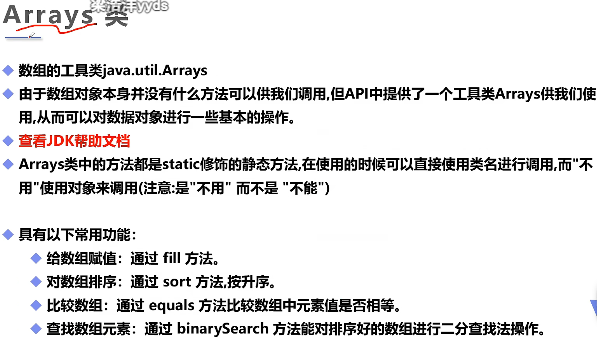 Arrays 类
数组的工具类java.util.Arrays
由于数组对象本身并没有什么方法可供我们调用,但API中提供了一个工具类Arrays供我们使
用,从而可以对数据对象进行一些基本的操作。
查看JDK帮助文档
Arrays类中的方法都是static修饰的静态方法,在使用的时候可以直接使用类名进行调用,而"不
用"使用对象来调用(注意:是"不用" 而不是 "不能")
具有以下常用功能：
给数组赋值：通过 fill 方法。
对数组排序：通过 sort 方法,按升序。
比较数组：通过 equals 方法比较数组中元素值是否相等。
查找数组元素：通过 binarySearch 方法能对排序好的数组进行二分查找法操作。